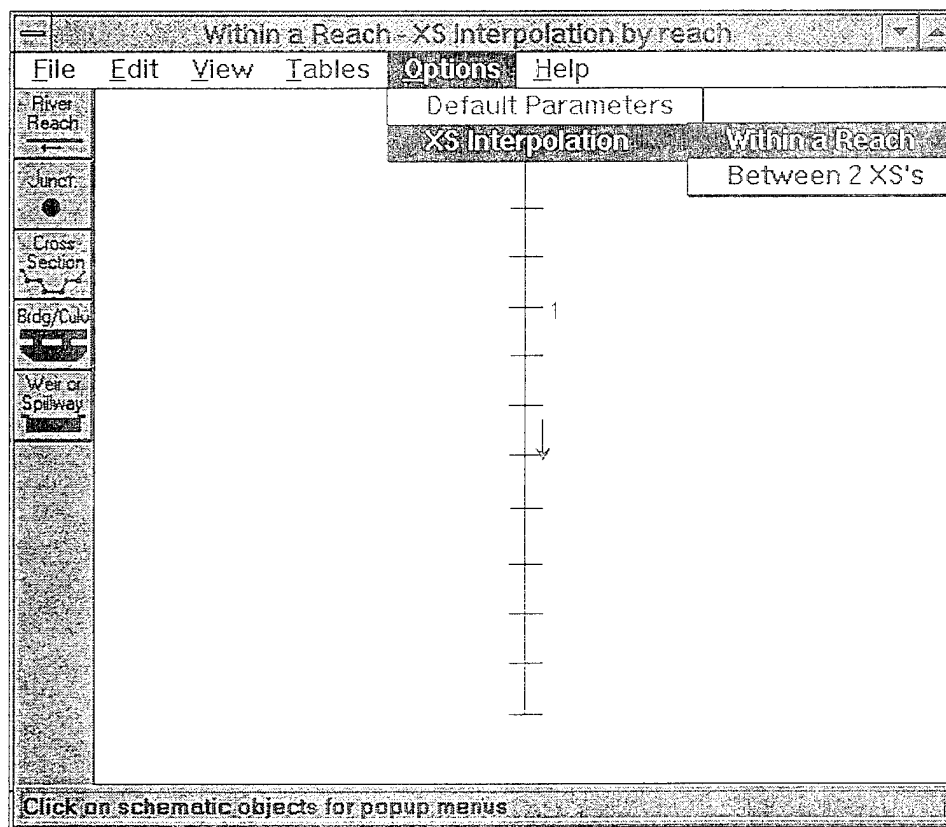 Within a Reach - XS Interpolation by reach
File Edit View Tables Options Help
River
Reach
Default Parameters
XS Interpolation
Within a Reach
Between 2 XS's
Junct.
Cross
Section
1
Brdg/Culv
Weir or
Spillway
Click on schematic objects for popup menus